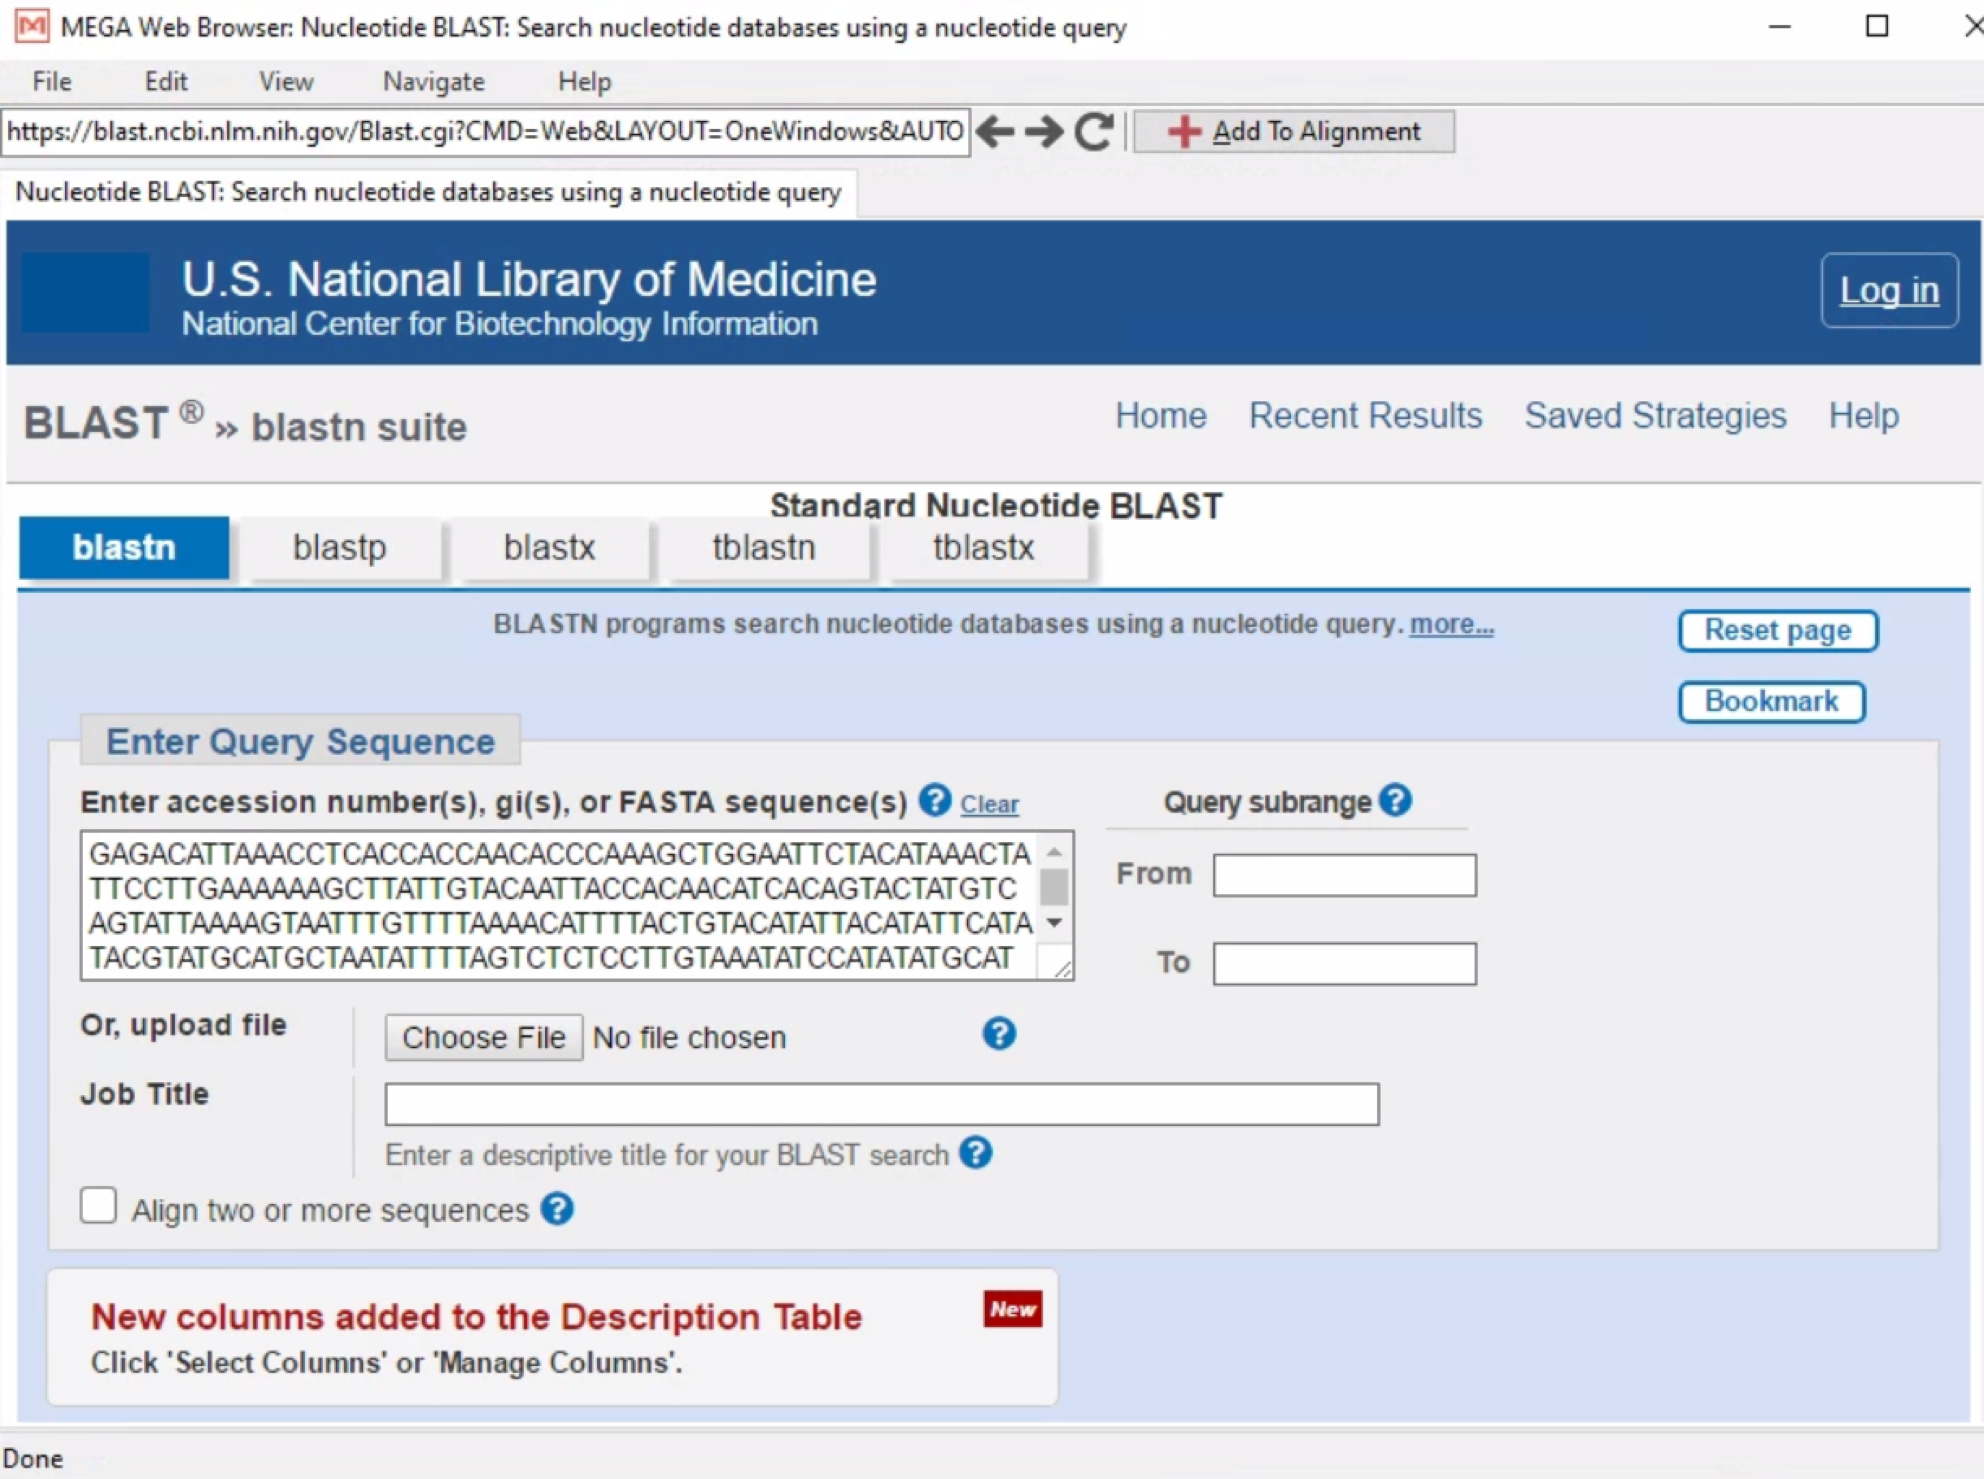 MEGA Web Browser: Nucleotide BLAST: Search nucleotide databases using a nucleotide query
File Edit View Navigate Help
https://blast.ncbi.nlm.nih.gov/Blast.cgi?CMD=Web&LAYOUT=OneWindows&AUTO Add To Alignment
Nucleotide BLAST: Search nucleotide databases using a nucleotide query
U.S. National Library of Medicine
National Center for Biotechnology Information
Log in
BLAST ® » blastn suite
Home Recent Results Saved Strategies Help
Standard Nucleotide BLAST
blastn blastp blastx tblastn tblastx
BLASTN programs search nucleotide databases using a nucleotide query. more...
Reset page
Bookmark
Enter Query Sequence
Enter accession number(s), gi(s), or FASTA sequence(s) ? Clear
Query subrange ?
GAGACATTAAACCTCACCACCAACACCCAAAGCTGGAATTCTACATAAACTA
TTCCTTGAAAAAAGCTTATTGTACAATTACCACAACATCACAGTACTATGTC
AGTATTAAAAGTAATTTGTTTTAAAACATTTTACTGTACATATTACATATTCATA
TACGTATGCATGCTAATATTTTAGTCTCTCCTTGTAAATATCCATATATGCAT
From
To
Or, upload file
Choose File No file chosen ?
Job Title
Enter a descriptive title for your BLAST search ?
Align two or more sequences ?
New columns added to the Description Table
New
Click 'Select Columns' or 'Manage Columns'.
Done